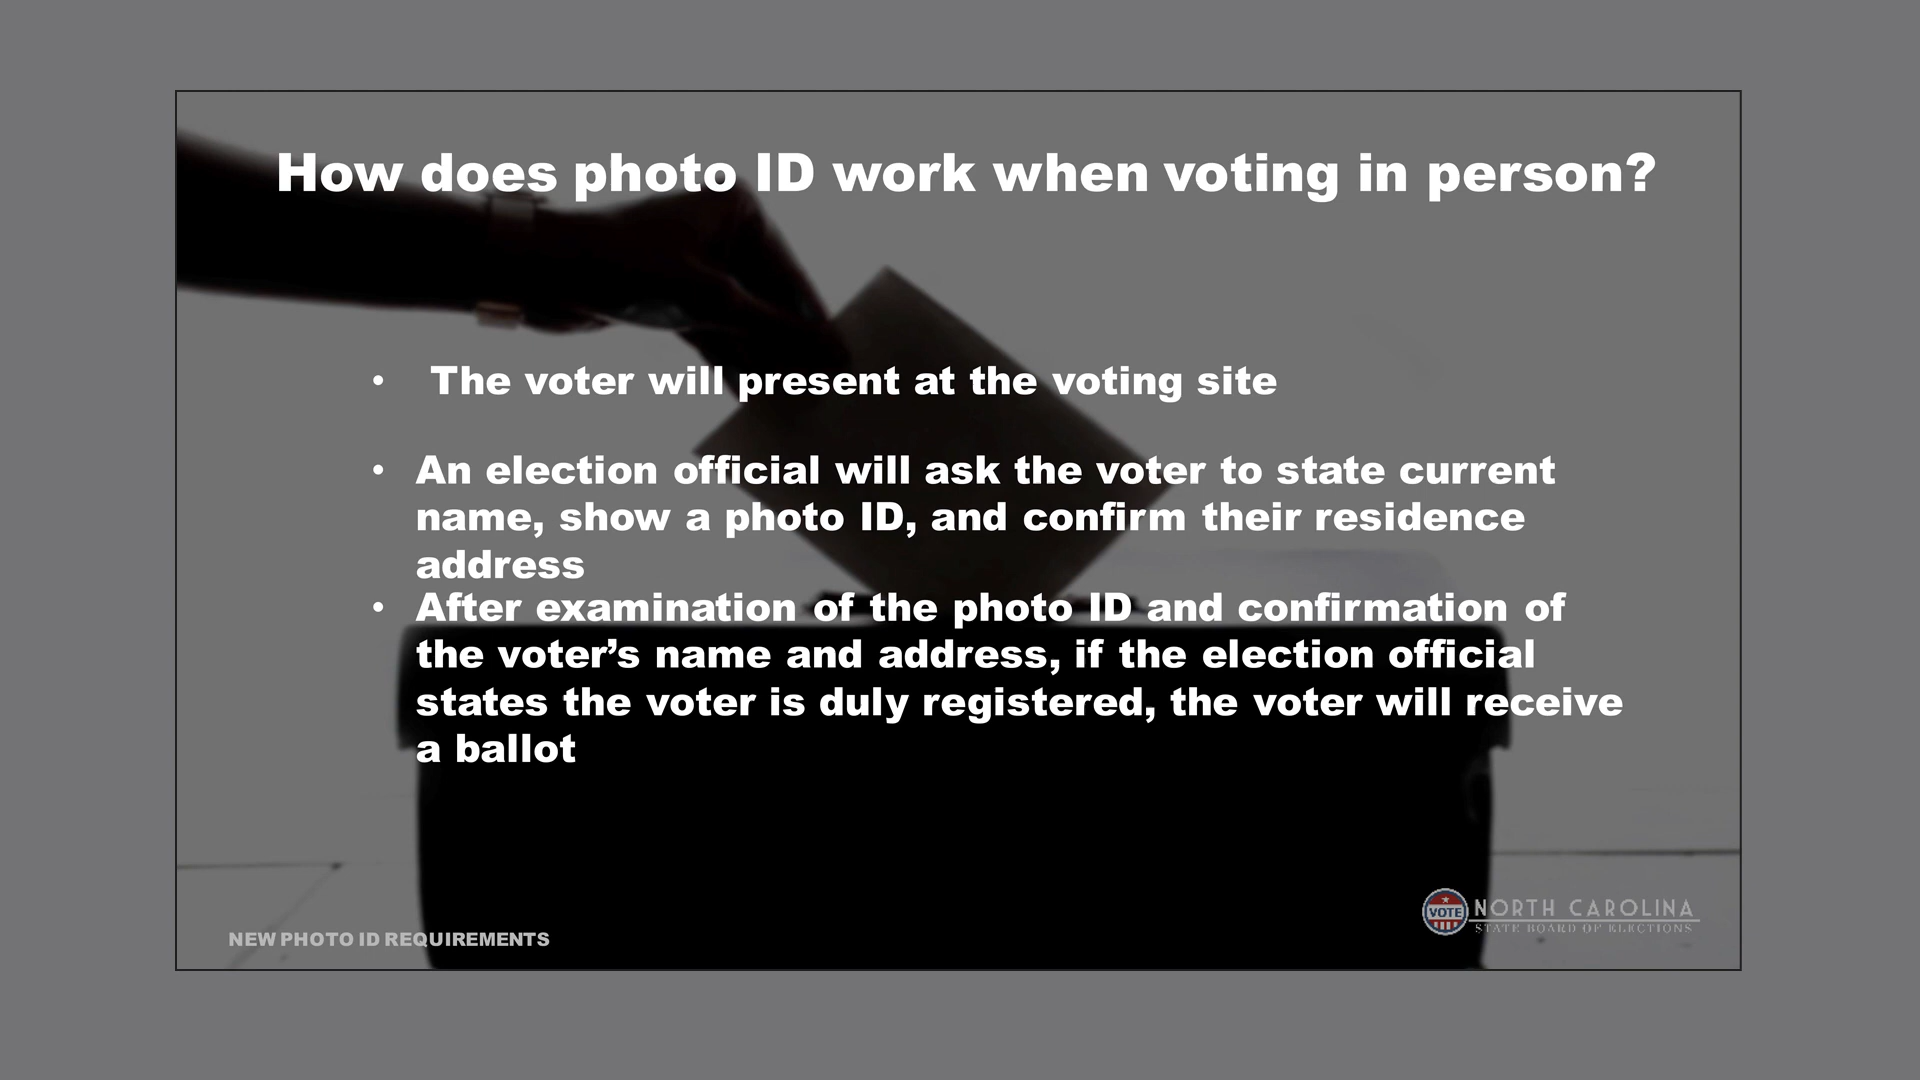 How does photo ID work when voting in person?
• The voter will present at the voting site
• An election official will ask the voter to state current
name, show a photo ID, and confirm their residence
address
• After examination of the photo ID and confirmation of
the voter’s name and address, if the election official
states the voter is duly registered, the voter will receive
a ballot
VOTE
NORTH CAROLINA
STATE BOARD OF ELECTIONS
NEW PHOTO ID REQUIREMENTS